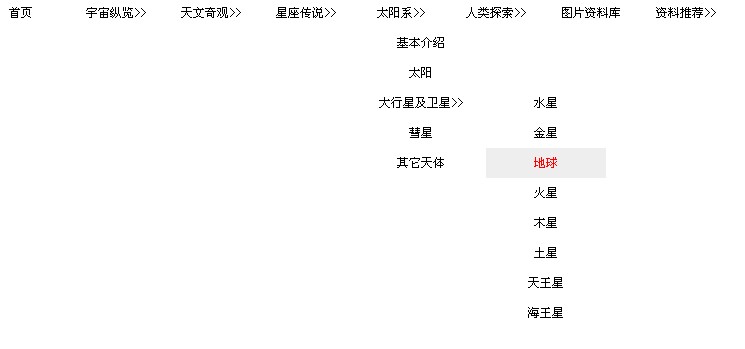 首页 宇宙纵览>> 天文奇观>> 星座传说>> 太阳系>> 人类探索>> 图片资料库 资料推荐>>
基本介绍
太阳
大行星及卫星>> 水星
彗星 金星
其它天体 地球
火星
木星
土星
天王星
海王星